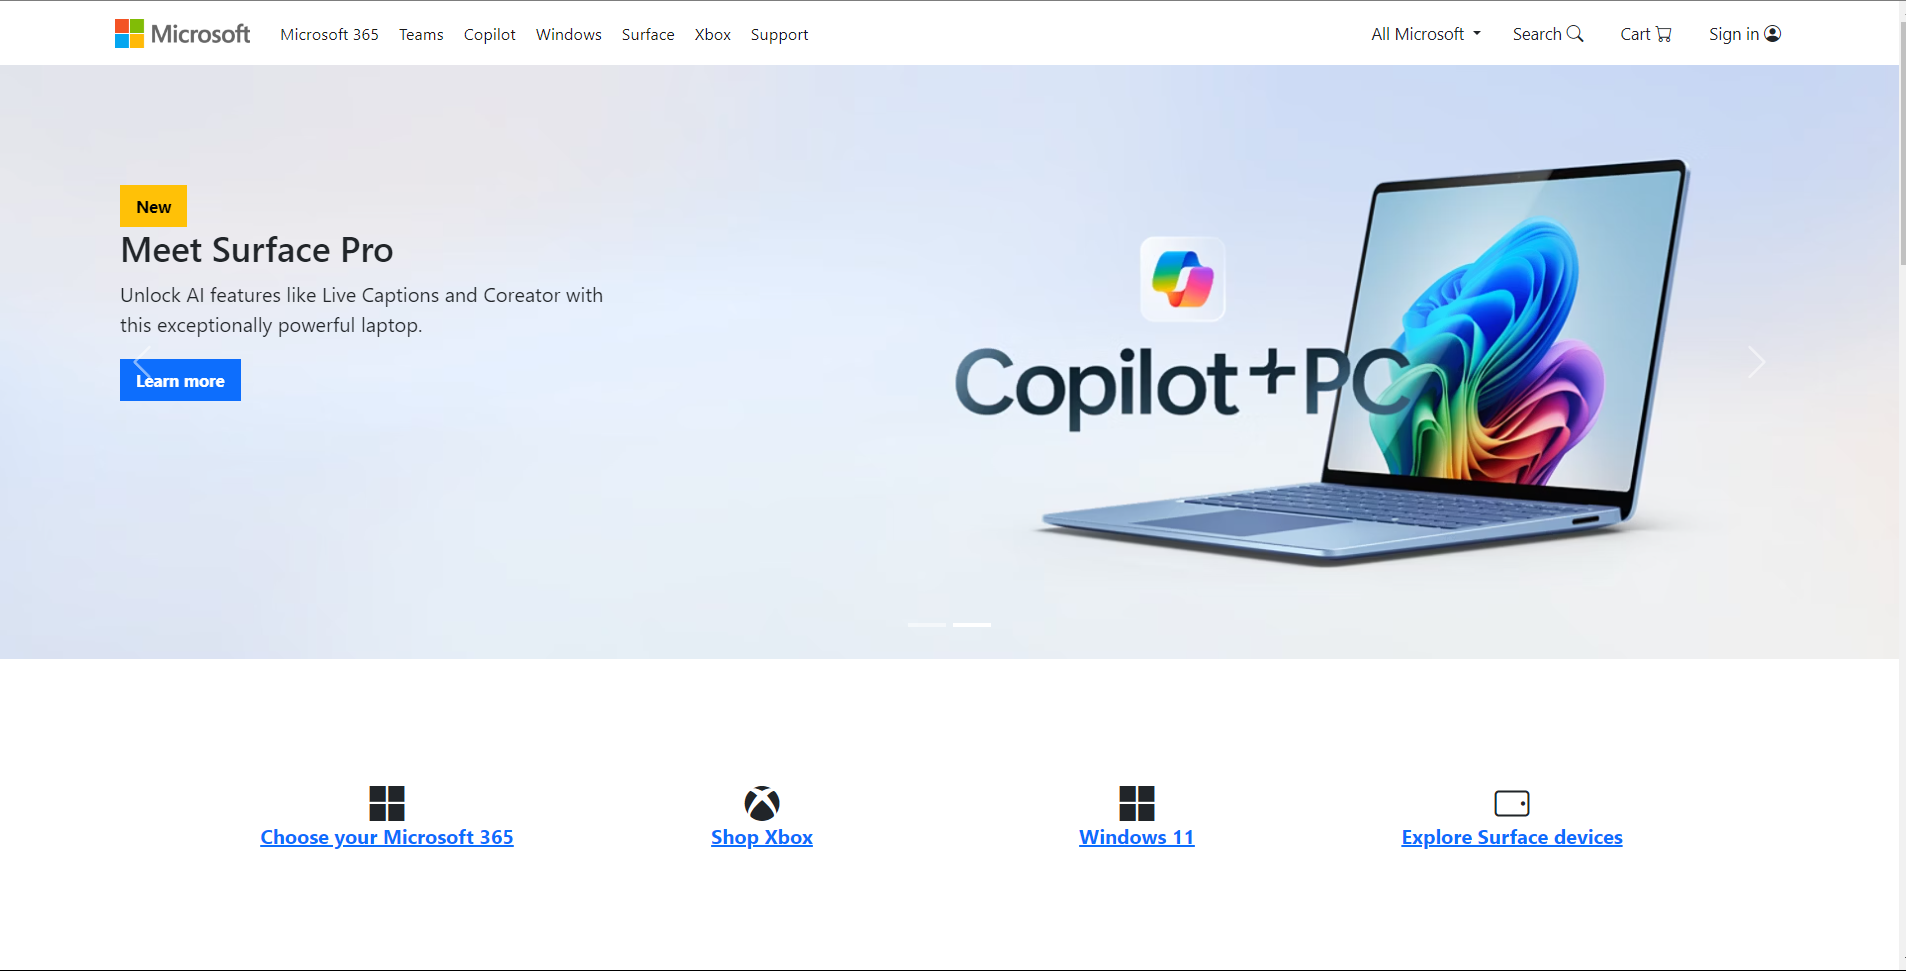 Microsoft
Microsoft 365 Teams Copilot Windows Surface Xbox Support
All Microsoft Search Cart Sign in
New
Meet Surface Pro
Unlock AI features like Live Captions and Coreator with
this exceptionally powerful laptop.
Learn more
Copilot+PC
Choose your Microsoft 365
Shop Xbox
Windows 11
Explore Surface devices